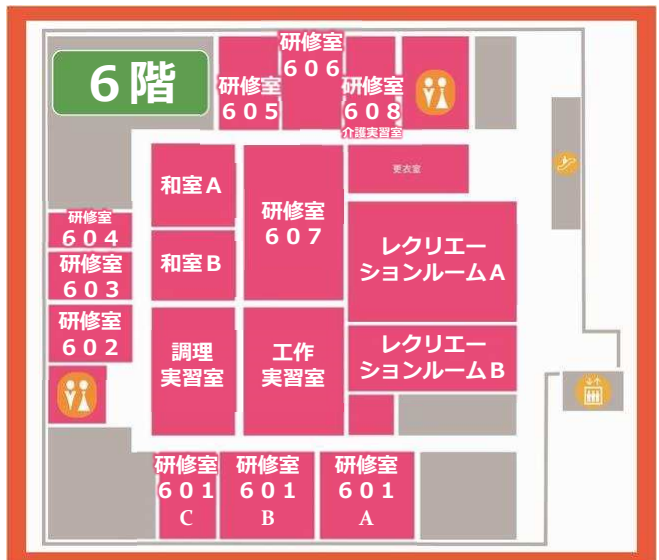 6階
研修室
605
研修室
606
研修室
608
介護実習室
更衣室
和室A
和室B
研修室
607
レクリエー
ションルームA
レクリエー
ションルームB
研修室
604
研修室
603
研修室
602
調理
実習室
工作
実習室
研修室
601
C
研修室
601
B
研修室
601
A